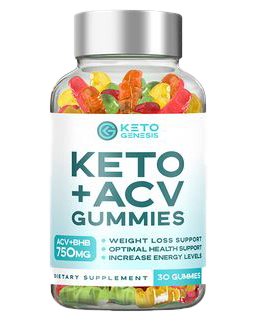 KETO
GENESIS
KETO
+ACV
GUMMIES
ACV+BHB
750MG
• WEIGHT LOSS SUPPORT
• OPTIMAL HEALTH SUPPORT
• INCREASE ENERGY LEVELS
DIETARY SUPPLEMENT
30 GUMMIES